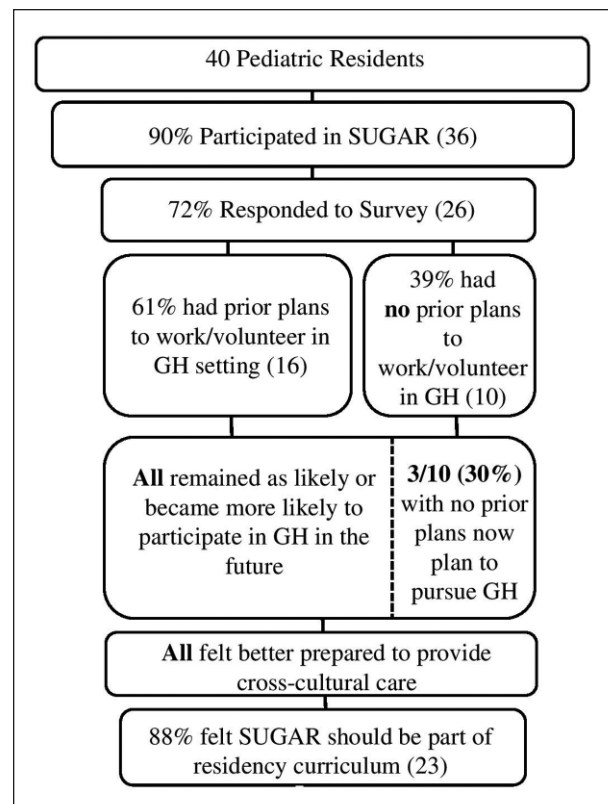 40 Pediatric Residents
90% Participated in SUGAR (36)
72% Responded to Survey (26)
61% had prior plans
to work/volunteer in
GH setting (16)
39% had
no prior plans
to
work/volunteer
in GH (10)
All remained as likely or
became more likely to
participate in GH in the
future
3/10 (30%)
with no prior
plans now
plan to
pursue GH
All felt better prepared to provide
cross-cultural care
88% felt SUGAR should be part of
residency curriculum (23)